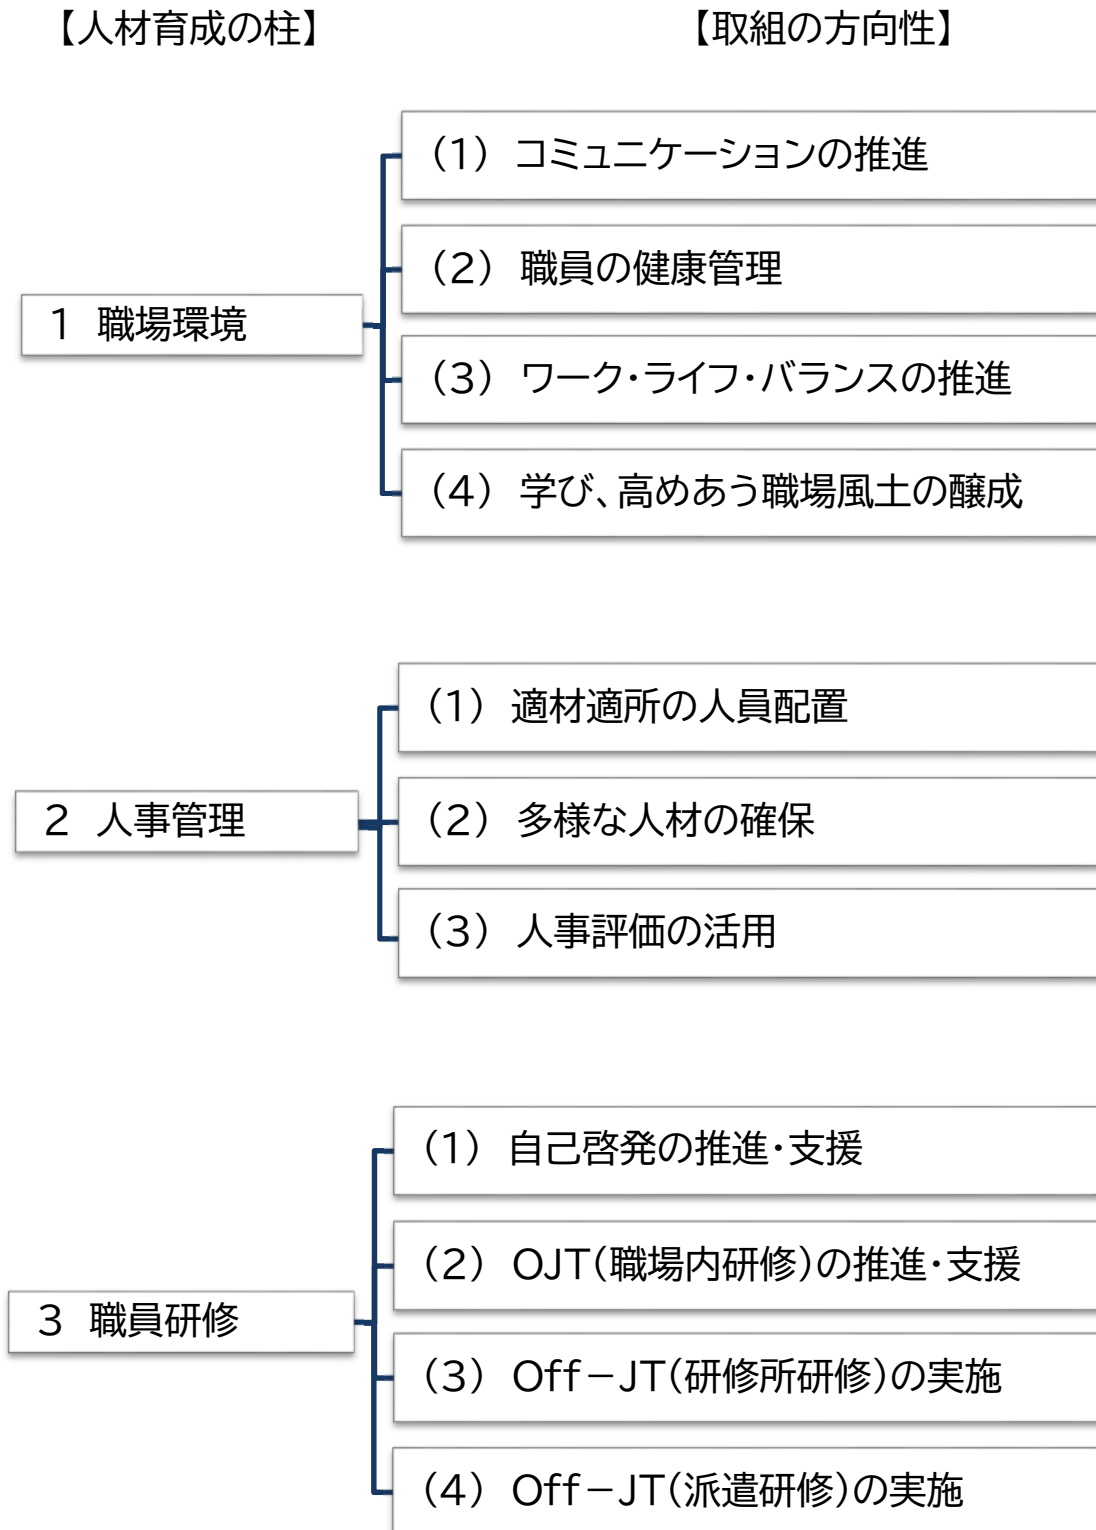 【人材育成の柱】
【取組の方向性】
1 職場環境
(1) コミュニケーションの推進
(2) 職員の健康管理
(3) ワーク・ライフ・バランスの推進
(4) 学び、高めあう職場風土の醸成
2 人事管理
(1) 適材適所の人員配置
(2) 多様な人材の確保
(3) 人事評価の活用
3 職員研修
(1) 自己啓発の推進・支援
(2) OJT(職場内研修)の推進・支援
(3) Off－JT(研修所研修)の実施
(4) Off－JT(派遣研修)の実施